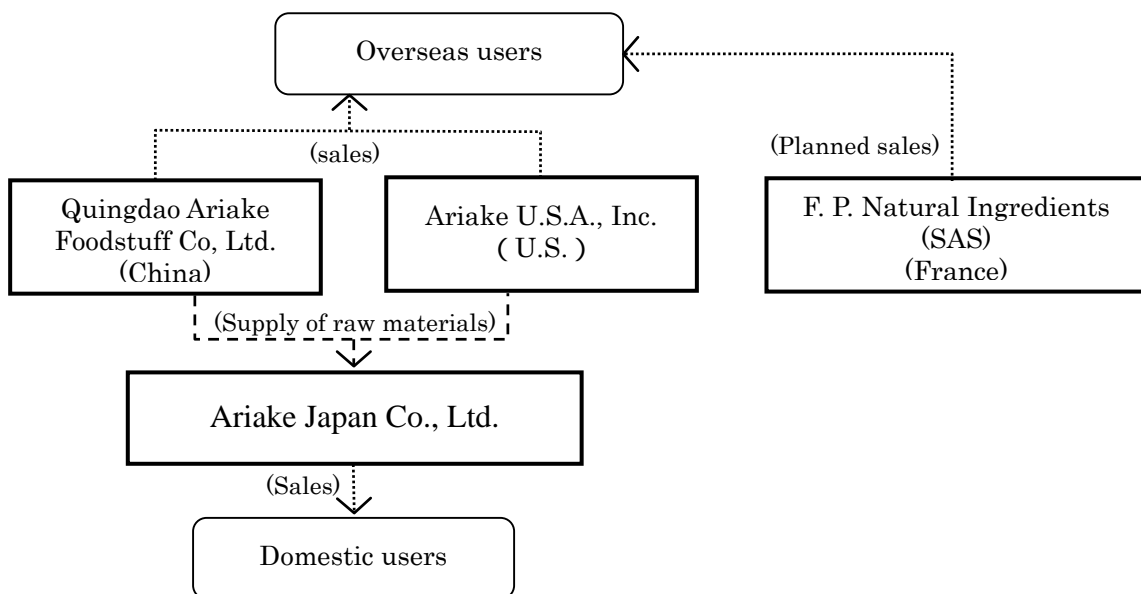 Overseas users
(sales)
(Planned sales)
Quingdao Ariake
Foodstuff Co, Ltd.
(China)
Ariake U.S.A., Inc.
( U.S. )
F. P. Natural Ingredients
(SAS)
(France)
(Supply of raw materials)
Ariake Japan Co., Ltd.
(Sales)
Domestic users